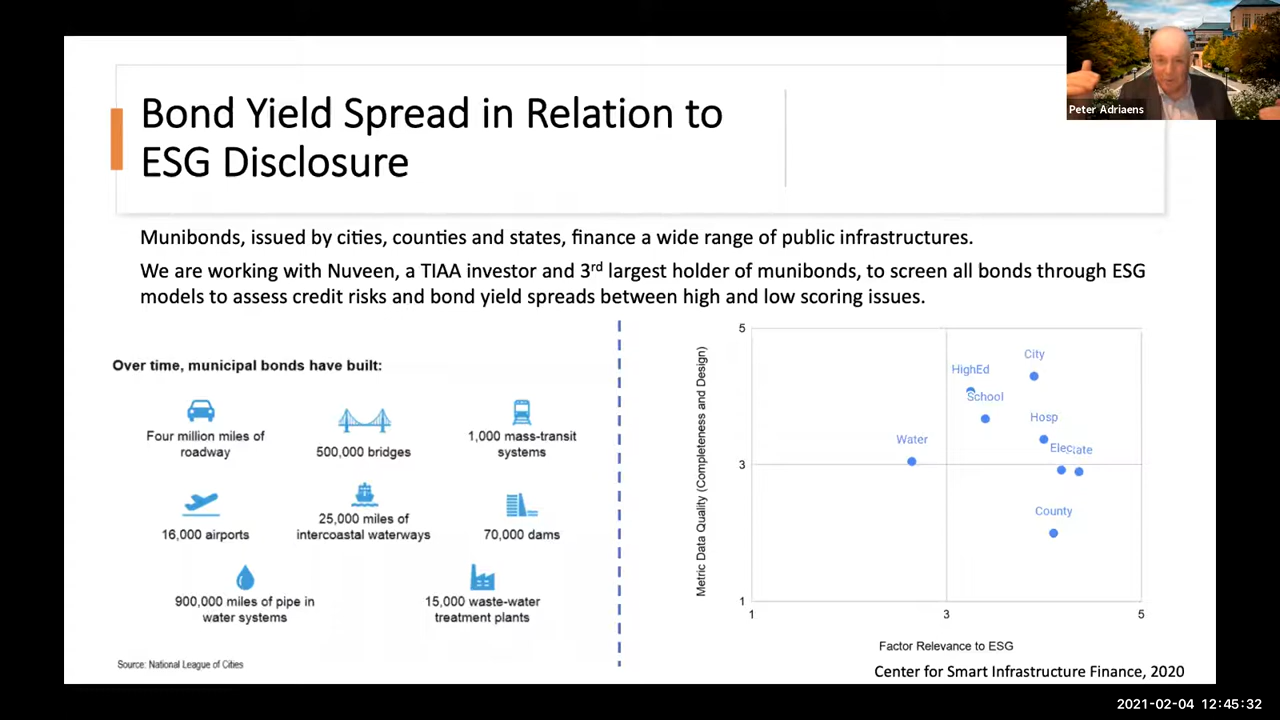 Peter Adriaens
Bond Yield Spread in Relation to
ESG Disclosure
Munibonds, issued by cities, counties and states, finance a wide range of public infrastructures.
We are working with Nuveen, a TIAA investor and 3rd largest holder of munibonds, to screen all bonds through ESG
models to assess credit risks and bond yield spreads between high and low scoring issues.
Over time, municipal bonds have built:
Four million miles of
roadway
500,000 bridges
1,000 mass-transit
systems
16,000 airports
25,000 miles of
intercoastal waterways
70,000 dams
900,000 miles of pipe in
water systems
15,000 waste-water
treatment plants
Source: National League of Cities
Metric Data Quality (Completeness and Design)
5
3
1
City
HighEd
School
Hosp
Water
County
1
3
5
Factor Relevance to ESG
Center for Smart Infrastructure Finance, 2020
2021-02-04 12:45:32